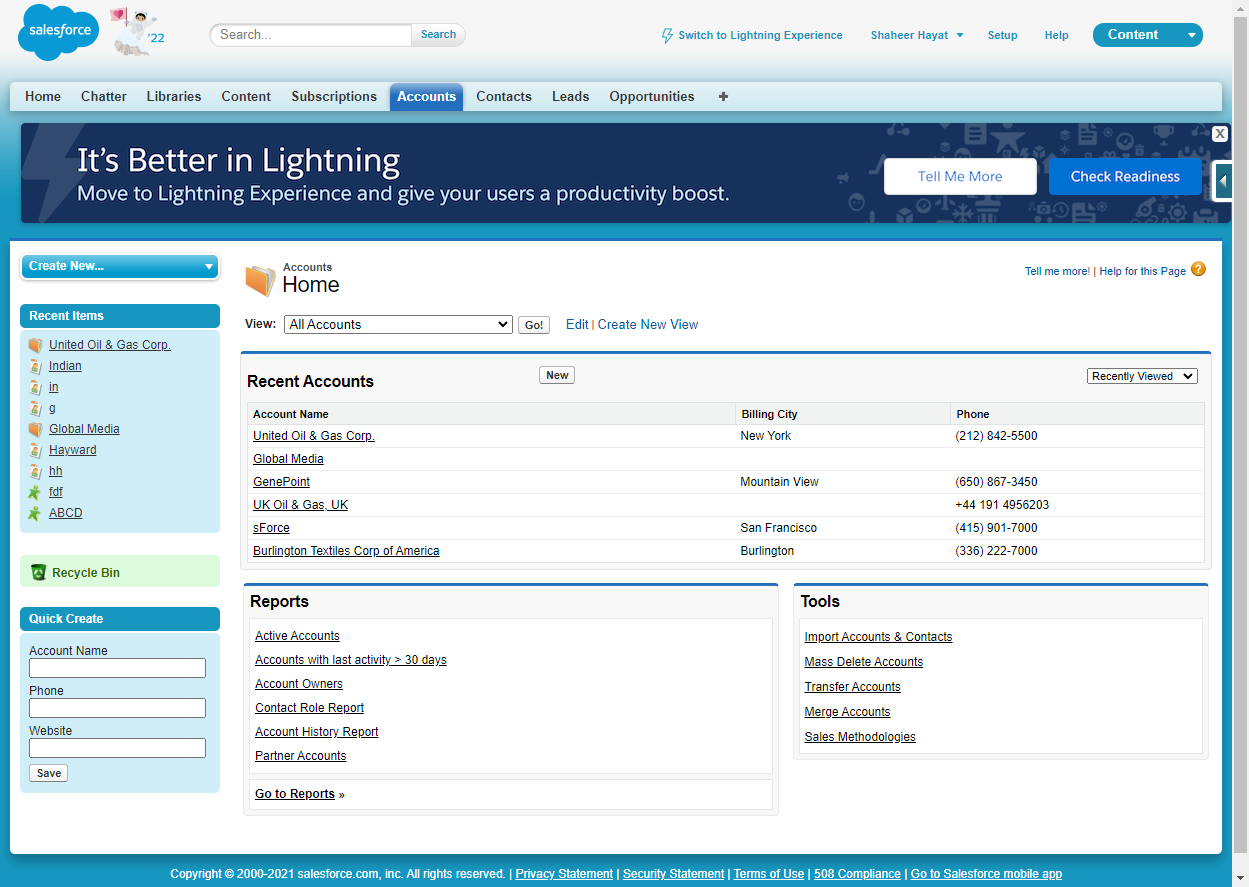 salesforce
'22
Search...
Search
Switch to Lightning Experience
Shaheer Hayat
Setup
Help
Content
Home
Chatter
Libraries
Content
Subscriptions
Accounts
Contacts
Leads
Opportunities
+
It's Better in Lightning
Move to Lightning Experience and give your users a productivity boost.
Tell Me More
Check Readiness
X
Create New...
Recent Items
United Oil & Gas Corp.
Indian
in
g
Global Media
Hayward
hh
fdf
ABCD
Recycle Bin
Quick Create
Account Name
Phone
Website
Save
Accounts
Home
Tell me more! | Help for this Page ?
View: All Accounts Go! Edit | Create New View
Recent Accounts
New
Recently Viewed
Account Name Billing City Phone
United Oil & Gas Corp. New York (212) 842-5500
Global Media
GenePoint Mountain View (650) 867-3450
UK Oil & Gas, UK +44 191 4956203
sForce San Francisco (415) 901-7000
Burlington Textiles Corp of America Burlington (336) 222-7000
Reports
Active Accounts
Accounts with last activity > 30 days
Account Owners
Contact Role Report
Account History Report
Partner Accounts
Go to Reports »
Tools
Import Accounts & Contacts
Mass Delete Accounts
Transfer Accounts
Merge Accounts
Sales Methodologies
Copyright © 2000-2021 salesforce.com, inc. All rights reserved. | Privacy Statement | Security Statement | Terms of Use | 508 Compliance | Go to Salesforce mobile app